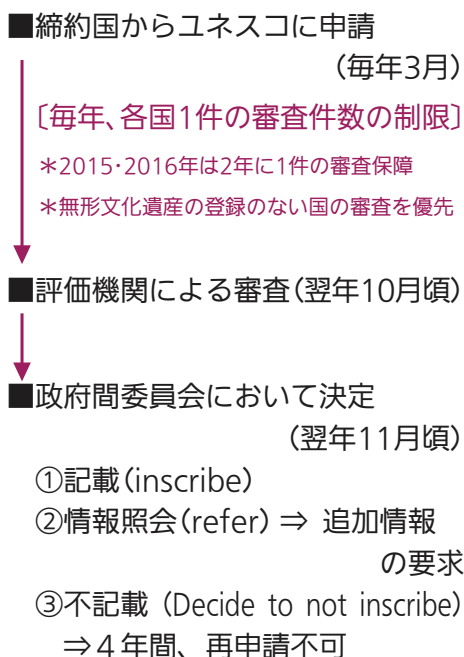 ■締約国からユネスコに申請
（毎年3月）
〔毎年、各国1件の審査件数の制限〕
＊2015・2016年は2年に1件の審査保障
＊無形文化遺産の登録のない国の審査を優先
■評価機関による審査（翌年10月頃）
■政府間委員会において決定
（翌年11月頃）
①記載（inscribe）
②情報照会（refer）⇒ 追加情報
の要求
③不記載（Decide to not inscribe）
⇒４年間、再申請不可